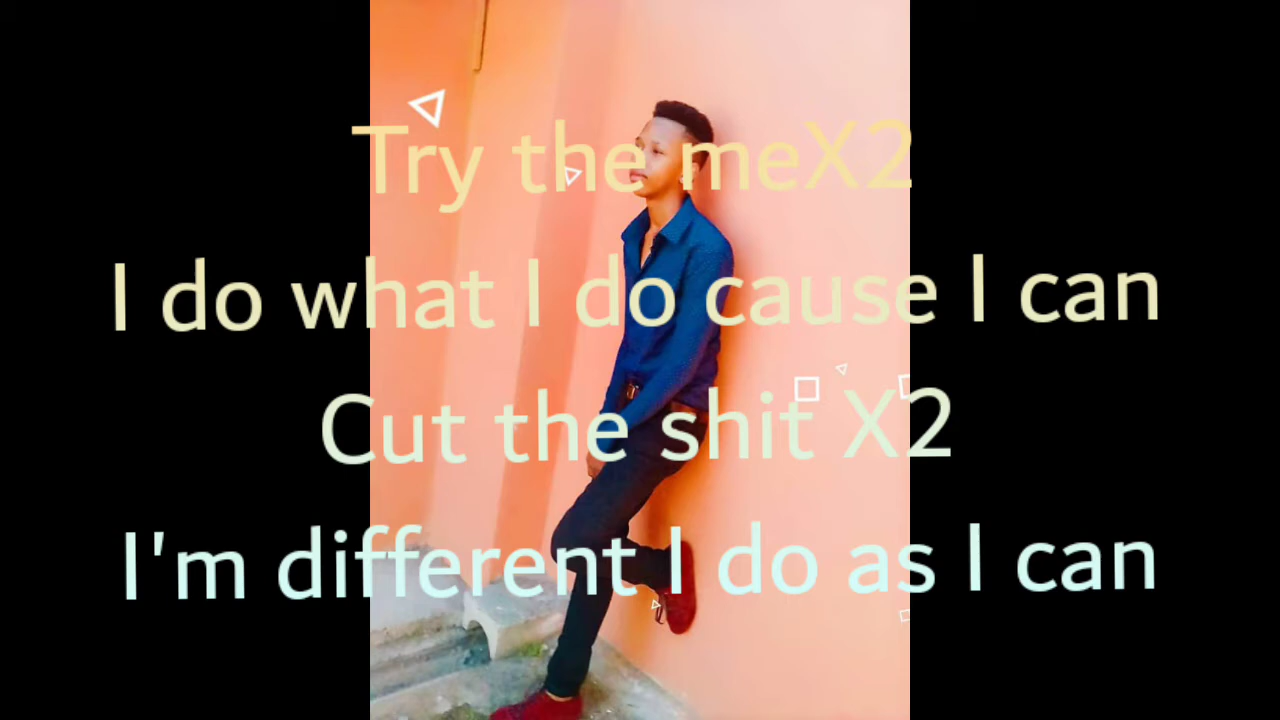 Try the meX2
I do what I do cause I can
Cut the shit X2
I'm different I do as I can